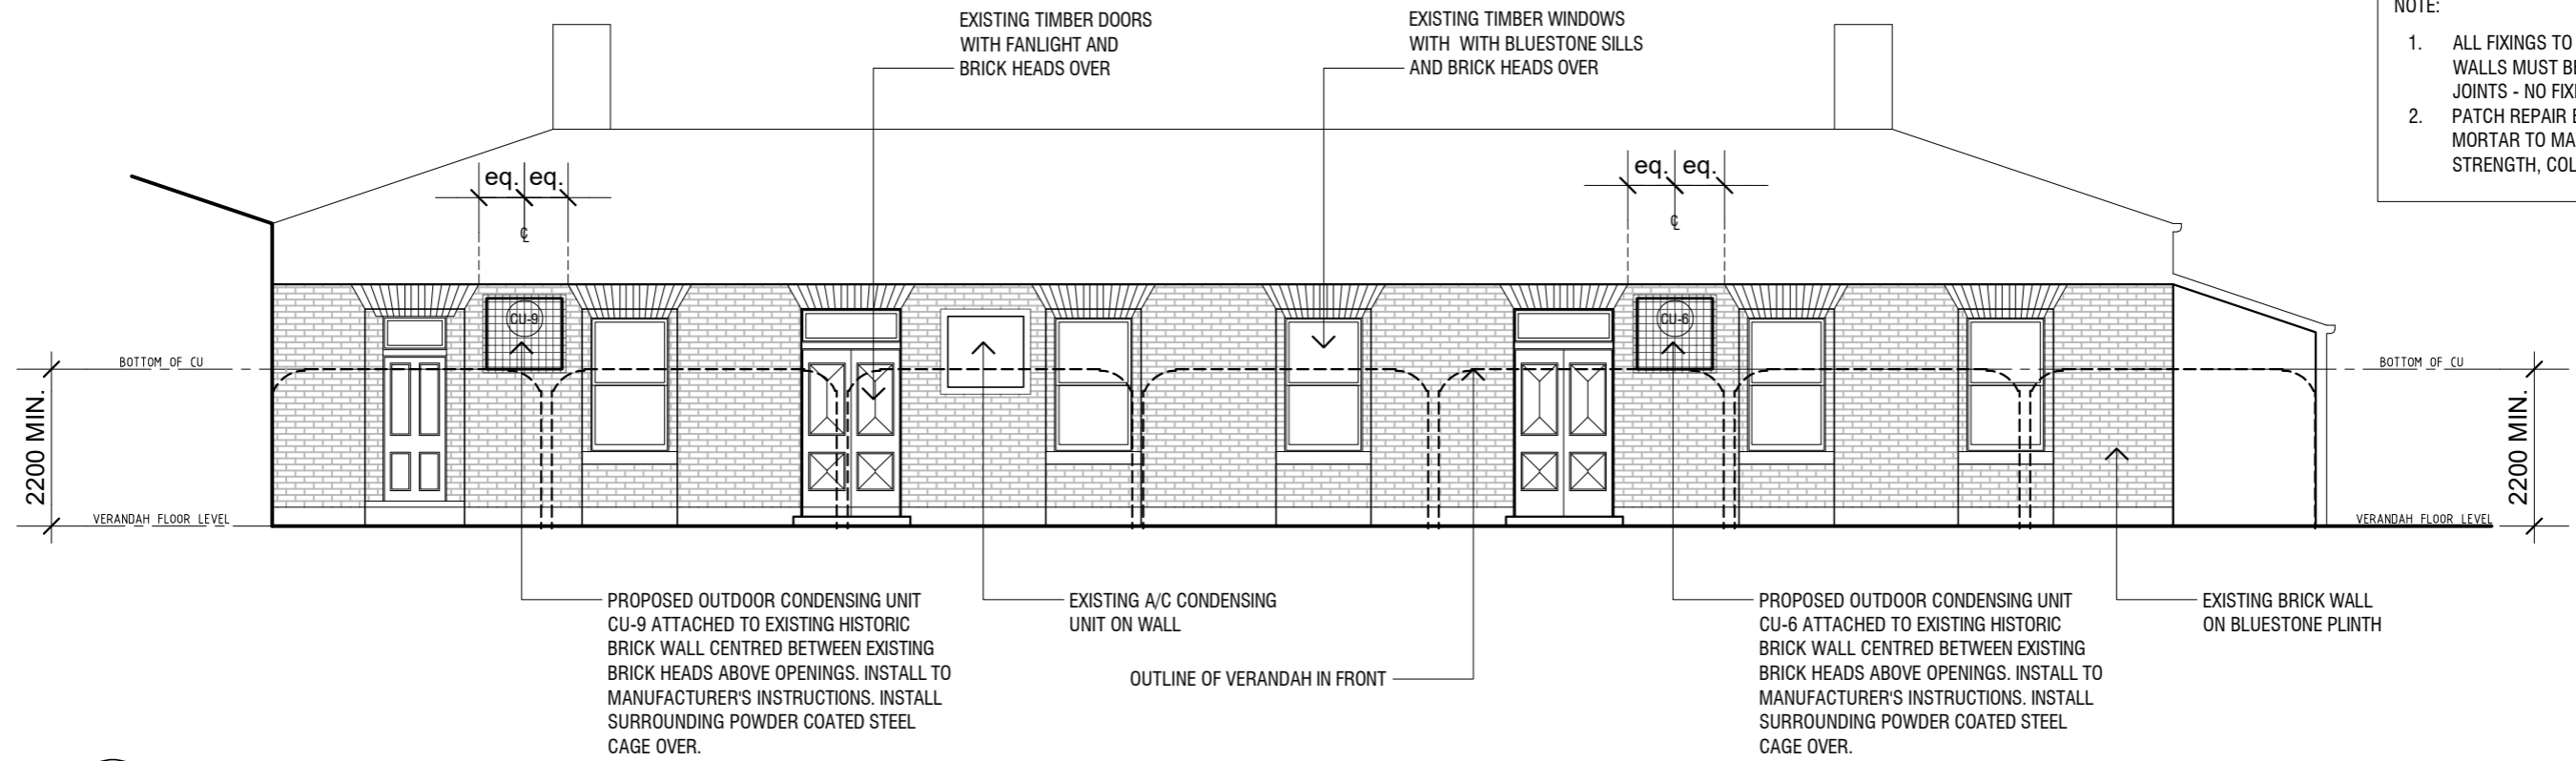 EXISTING TIMBER DOORS
WITH FANLIGHT AND
BRICK HEADS OVER
EXISTING TIMBER WINDOWS
WITH WITH BLUESTONE SILLS
AND BRICK HEADS OVER
NOTE:
1. ALL FIXINGS TO
WALLS MUST
JOINTS - NO
2. PATCH REPAIR
MORTAR TO
STRENGTH,
eq. eq.
℄
eq. eq.
℄
CU-9
CU-6
BOTTOM OF CU
BOTTOM OF CU
2200 MIN.
2200 MIN.
VERANDAH FLOOR LEVEL
VERANDAH FLOOR LEVEL
PROPOSED OUTDOOR CONDENSING UNIT
CU-9 ATTACHED TO EXISTING HISTORIC
BRICK WALL CENTRED BETWEEN EXISTING
BRICK HEADS ABOVE OPENINGS. INSTALL TO
MANUFACTURER'S INSTRUCTIONS. INSTALL
SURROUNDING POWDER COATED STEEL
CAGE OVER.
EXISTING A/C CONDENSING
UNIT ON WALL
OUTLINE OF VERANDAH IN FRONT
PROPOSED OUTDOOR CONDENSING UNIT
CU-6 ATTACHED TO EXISTING HISTORIC
BRICK WALL CENTRED BETWEEN EXISTING
BRICK HEADS ABOVE OPENINGS. INSTALL TO
MANUFACTURER'S INSTRUCTIONS. INSTALL
SURROUNDING POWDER COATED STEEL
CAGE OVER.
EXISTING BRICK WALL
ON BLUESTONE PLINTH